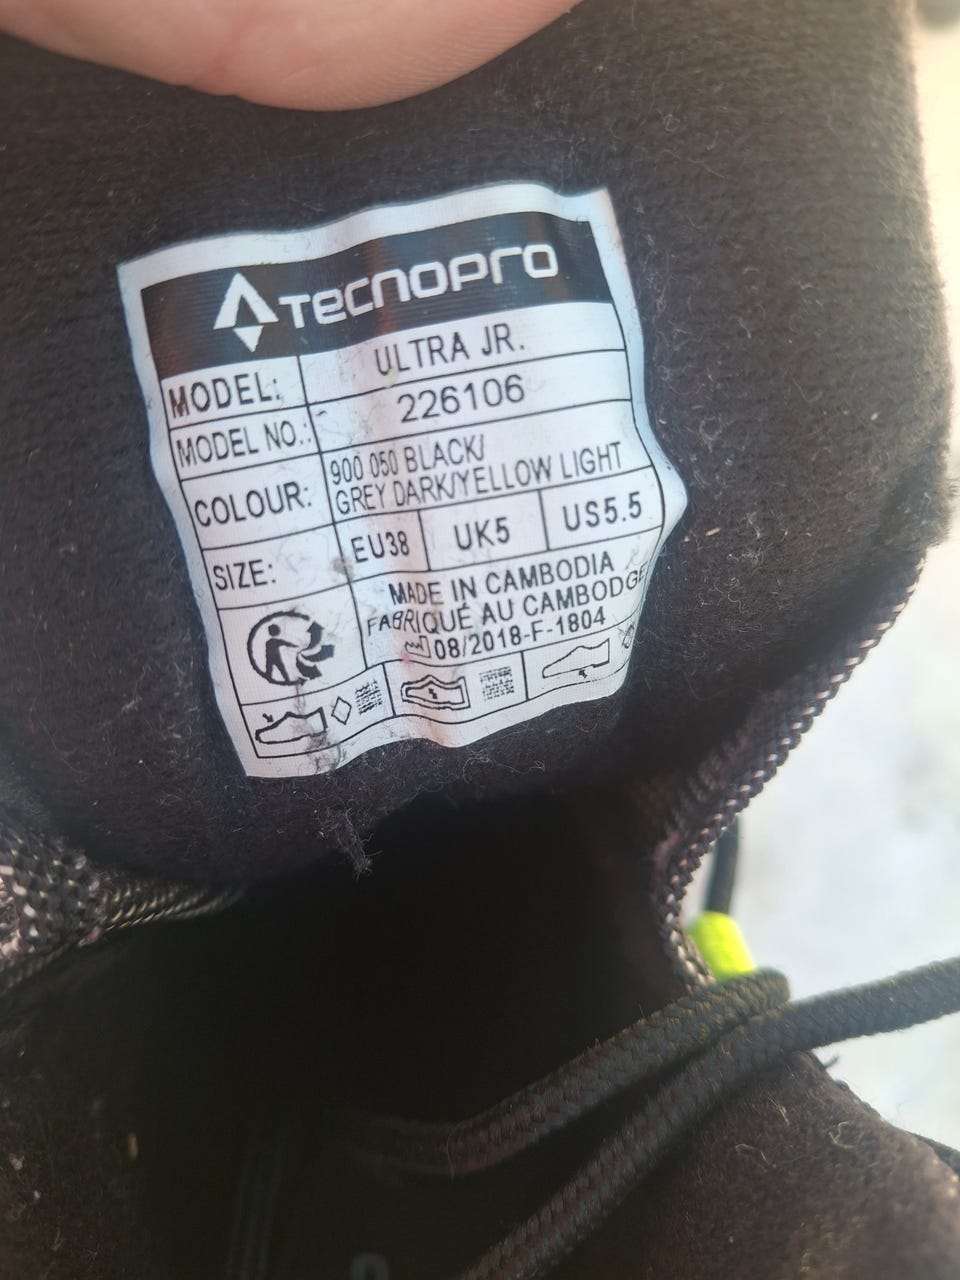 TECNOPRO
MODEL: ULTRA JR.
MODEL NO.: 226106
COLOUR: 900 050 BLACK/
GREY DARK/YELLOW LIGHT
SIZE: EU38 UK5 US5.5
MADE IN CAMBODIA
FABRIQUÉ AU CAMBODGE
08/2018-F-1804